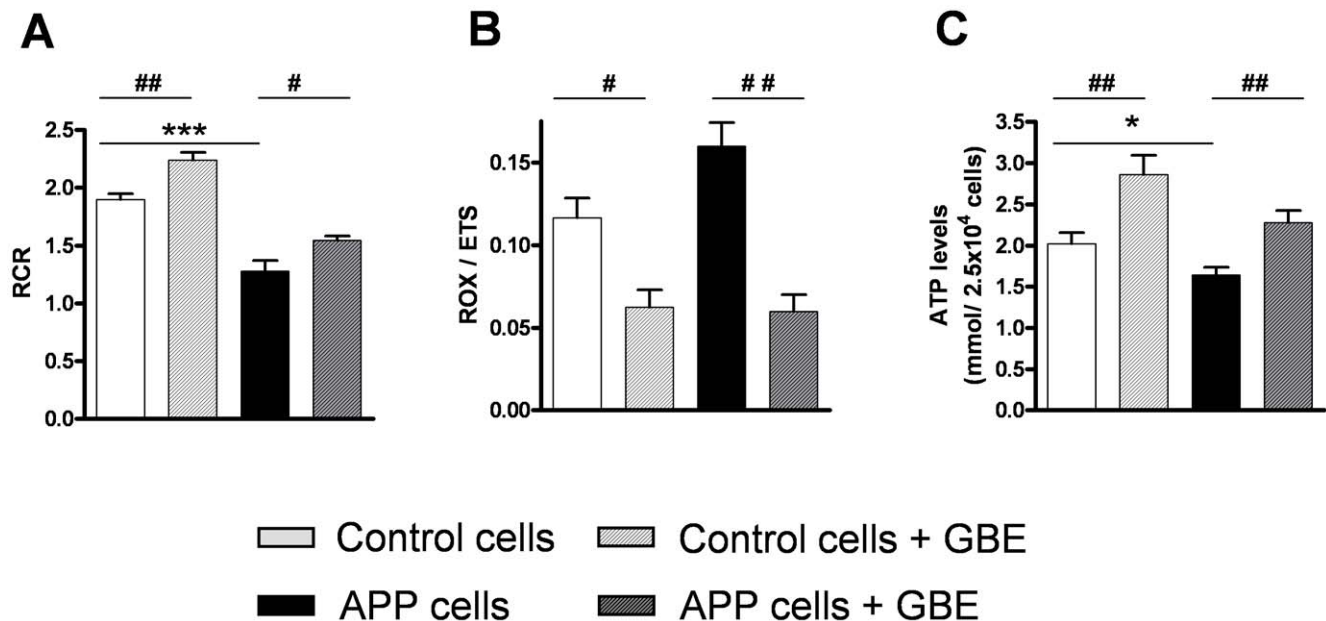 A
## #
***
2.5
2.0
1.5
1.0
0.5
0.0
RCR
B
# # #
0.15
0.10
0.05
0.00
ROX / ETS
C
## ##
*
3.5
3.0
2.5
2.0
1.5
1.0
0.5
0.0
ATP levels
(mmol/ 2.5x10⁴ cells)
Control cells
Control cells + GBE
APP cells
APP cells + GBE